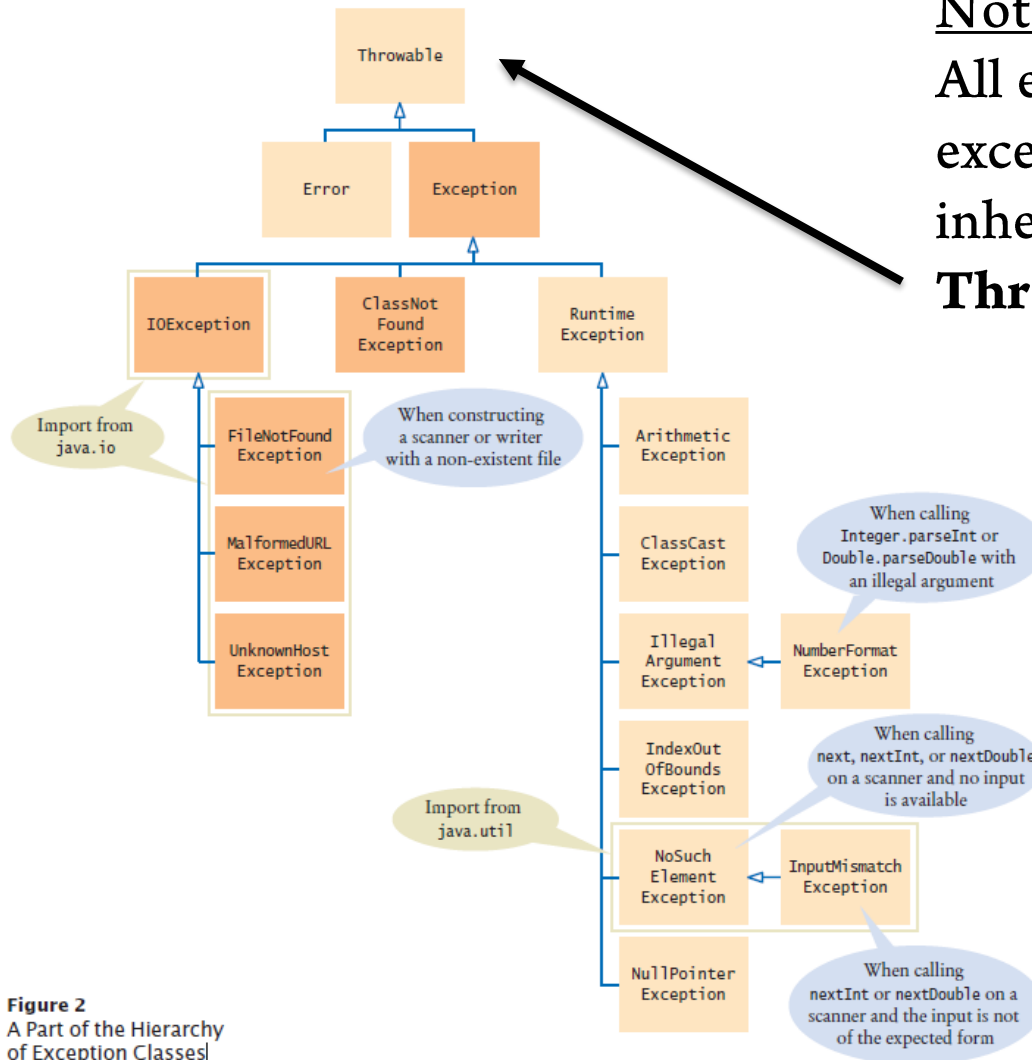 Not
All e
exce
inhe
Thr
Throwable
Error
Exception
IOException
ClassNot
Found
Exception
Runtime
Exception
Import from
java.io
FileNotFound
Exception
When constructing
a scanner or writer
with a non-existent file
MalformedURL
Exception
UnknownHost
Exception
Arithmetic
Exception
ClassCast
Exception
When calling
Integer.parseInt or
Double.parseDouble with
an illegal argument
Illegal
Argument
Exception
NumberFormat
Exception
IndexOut
OfBounds
Exception
When calling
next, nextInt, or nextDouble
on a scanner and no input
is available
Import from
java.util
NoSuch
Element
Exception
InputMismatch
Exception
NullPointer
Exception
When calling
nextInt or nextDouble on a
scanner and the input is not
of the expected form
Figure 2
A Part of the Hierarchy
of Exception Classes